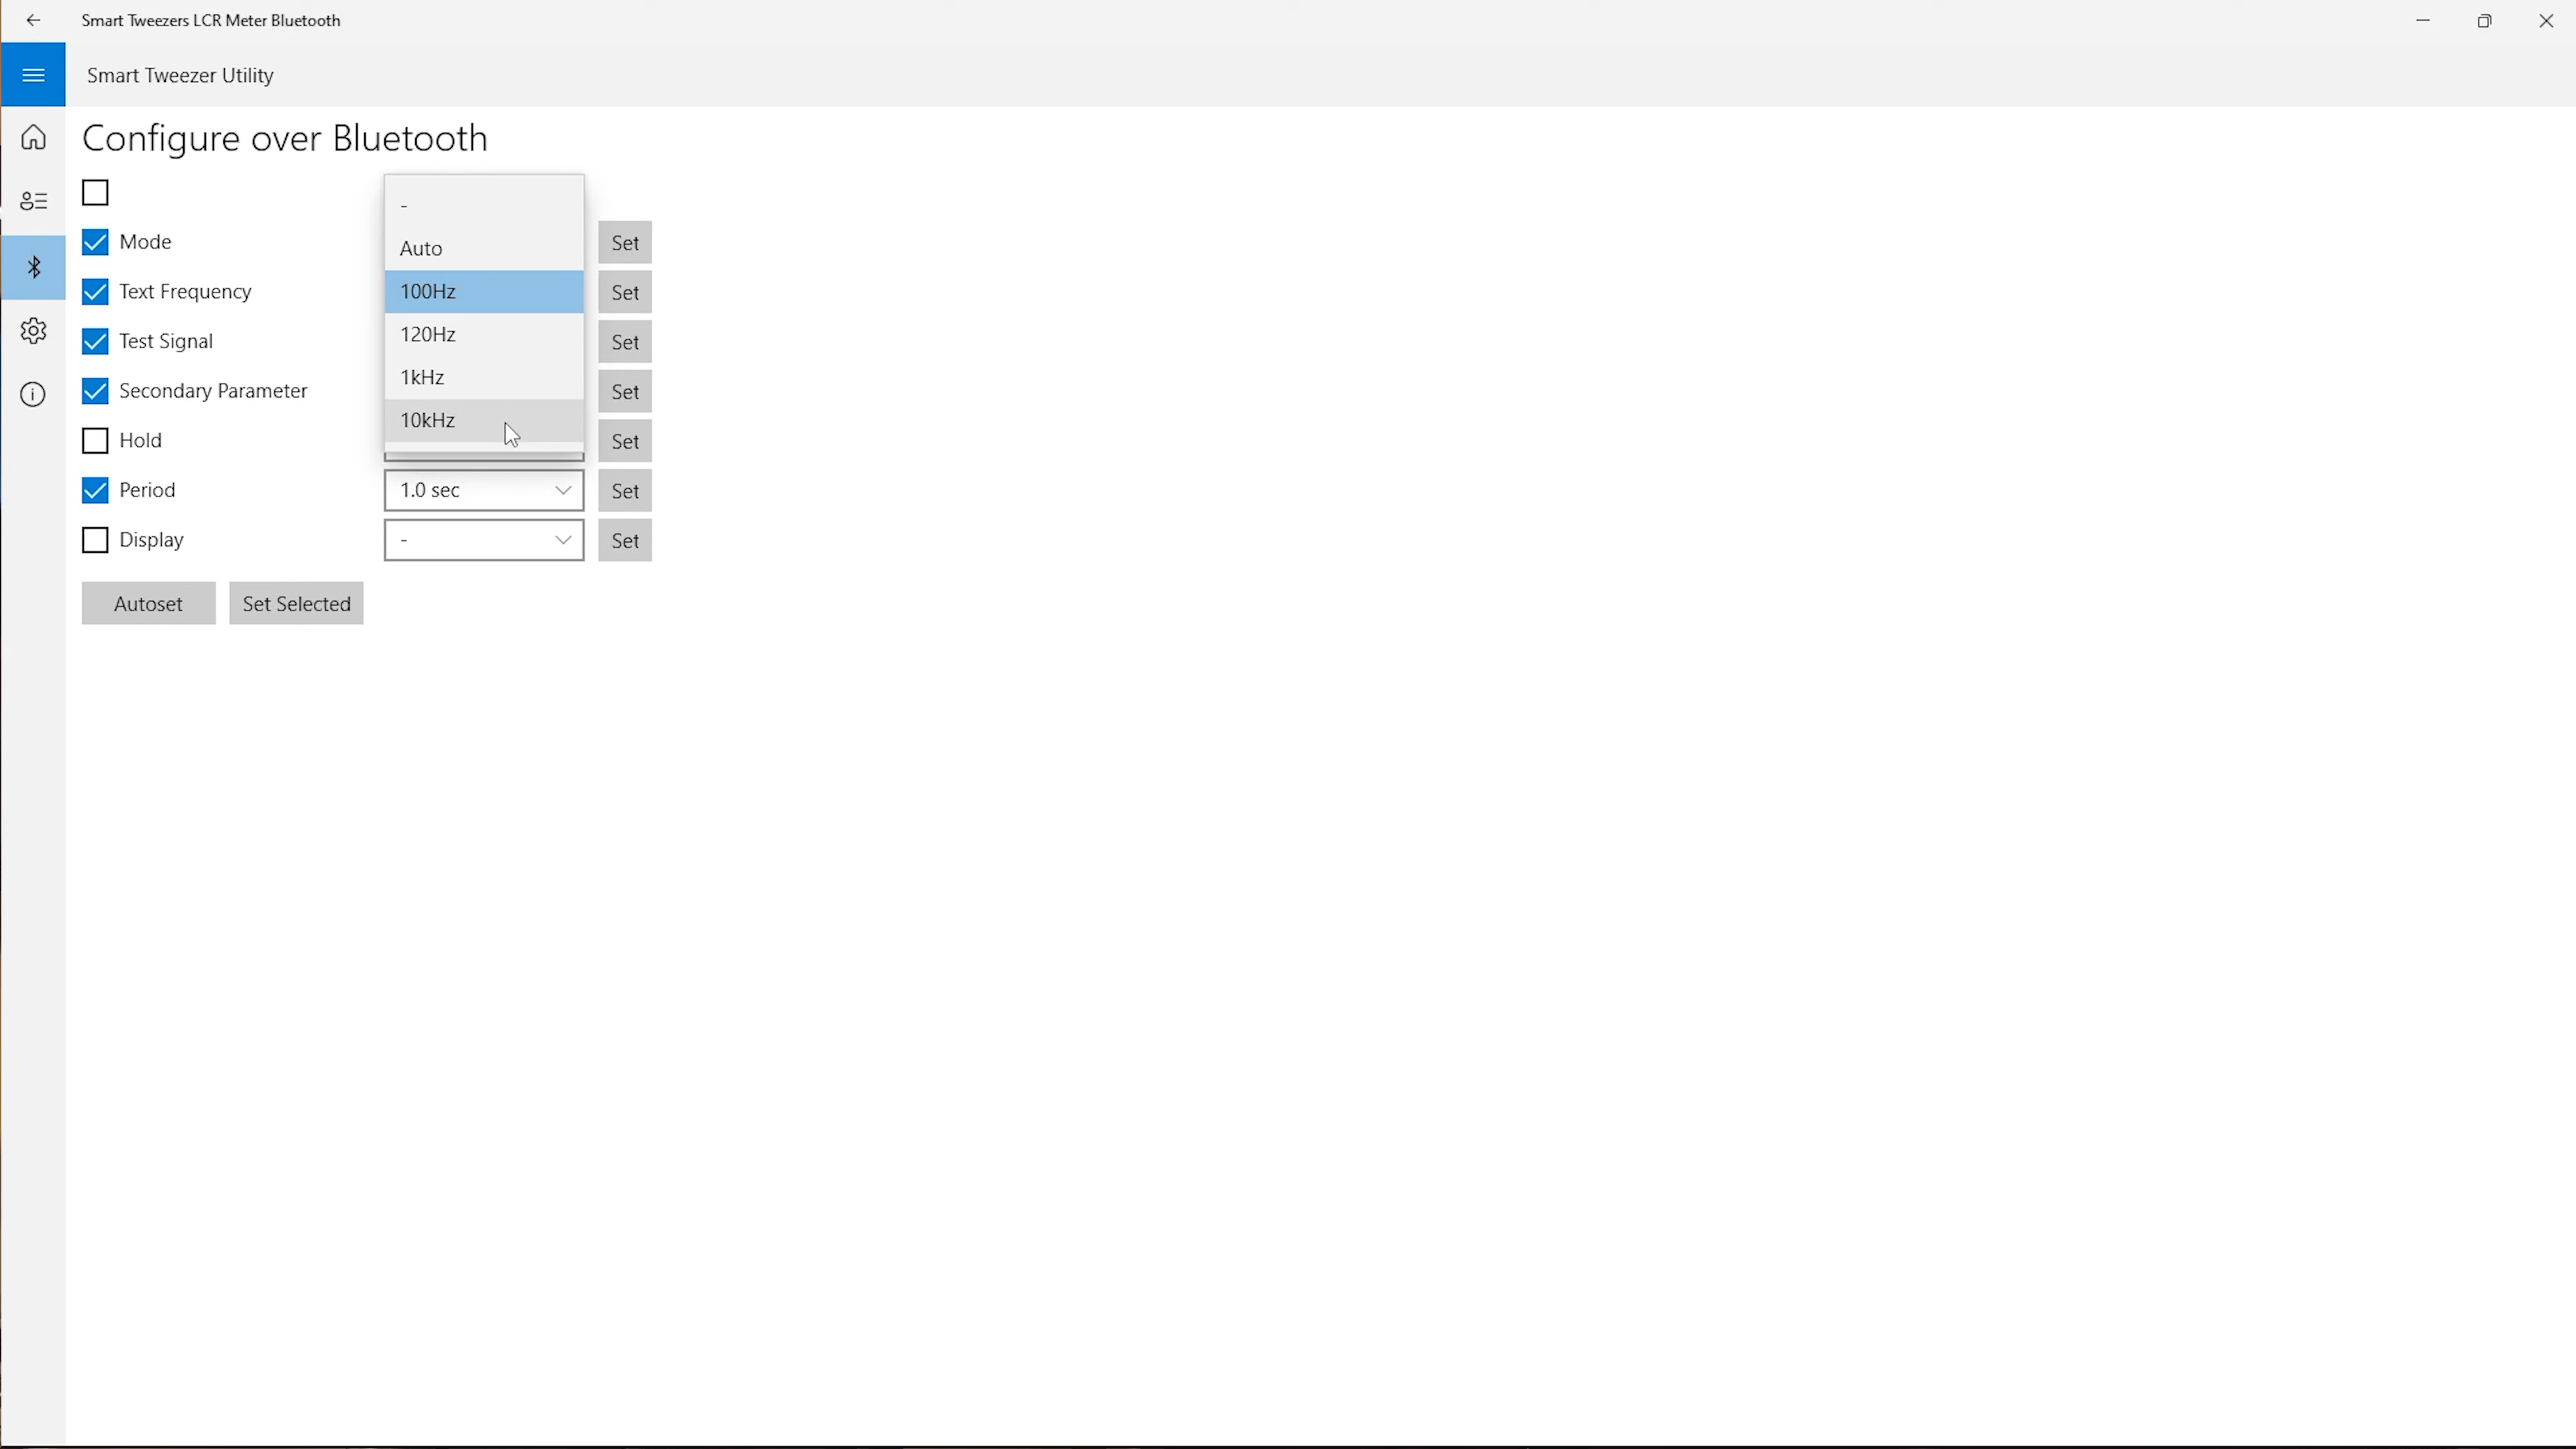 Smart Tweezers LCR Meter Bluetooth
Smart Tweezer Utility
Configure over Bluetooth
-
Auto
Mode
Set
Text Frequency
100Hz
Set
120Hz
Test Signal
Set
1kHz
Secondary Parameter
Set
10kHz
Hold
Set
Period
1.0 sec
Set
Display
-
Set
Autoset
Set Selected